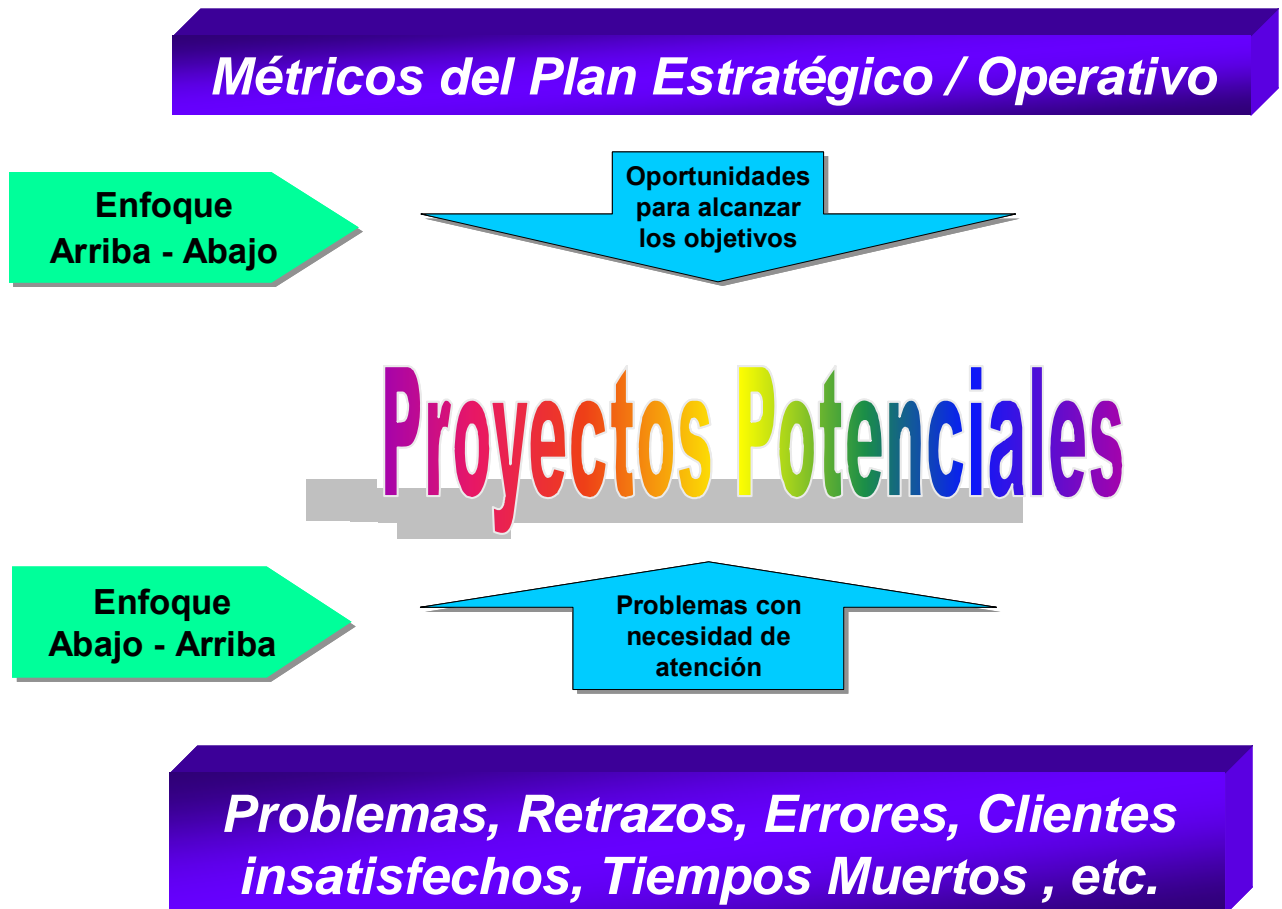 Métricos del Plan Estratégico / Operativo
Enfoque
Arriba - Abajo
Oportunidades
para alcanzar
los objetivos
Proyectos Potenciales
Enfoque
Abajo - Arriba
Problemas con
necesidad de
atención
Problemas, Retrazos, Errores, Clientes
insatisfechos, Tiempos Muertos , etc.